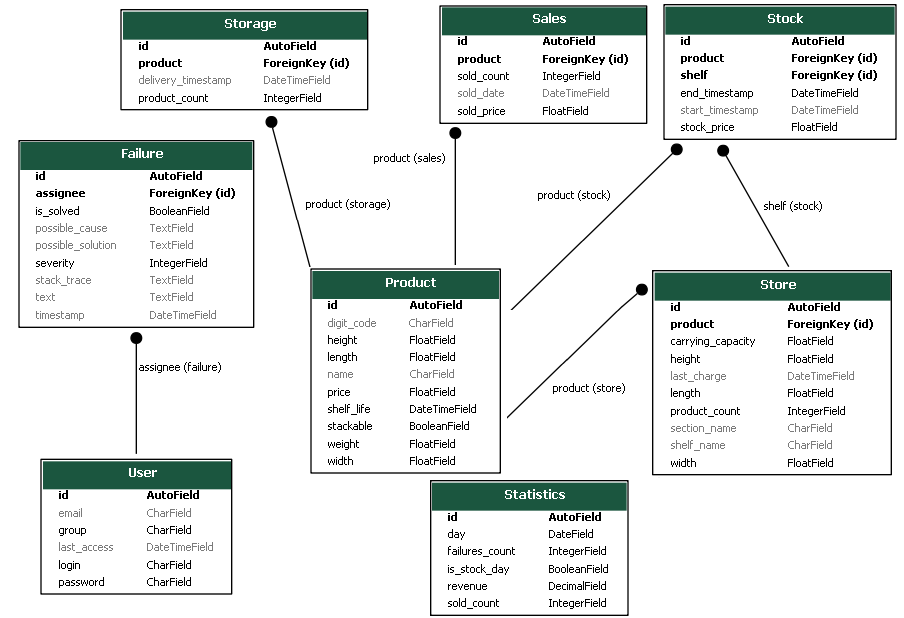 Storage
id AutoField
product ForeignKey (id)
delivery_timestamp DateTimeField
product_count IntegerField
Sales
id AutoField
product ForeignKey (id)
sold_count IntegerField
sold_date DateTimeField
sold_price FloatField
Stock
id AutoField
product ForeignKey (id)
shelf ForeignKey (id)
end_timestamp DateTimeField
start_timestamp DateTimeField
stock_price FloatField
Failure
id AutoField
assignee ForeignKey (id)
is_solved BooleanField
possible_cause TextField
possible_solution TextField
severity IntegerField
stack_trace TextField
text TextField
timestamp DateTimeField
product (storage)
product (sales)
product (stock)
shelf (stock)
Product
id AutoField
digit_code CharField
height FloatField
length FloatField
name CharField
price FloatField
shelf_life DateTimeField
stackable BooleanField
weight FloatField
width FloatField
product (store)
Store
id AutoField
product ForeignKey (id)
carrying_capacity FloatField
height FloatField
last_charge DateTimeField
length FloatField
product_count IntegerField
section_name CharField
shelf_name CharField
width FloatField
assignee (failure)
User
id AutoField
email CharField
group CharField
last_access DateTimeField
login CharField
password CharField
Statistics
id AutoField
day DateField
failures_count IntegerField
is_stock_day BooleanField
revenue DecimalField
sold_count IntegerField